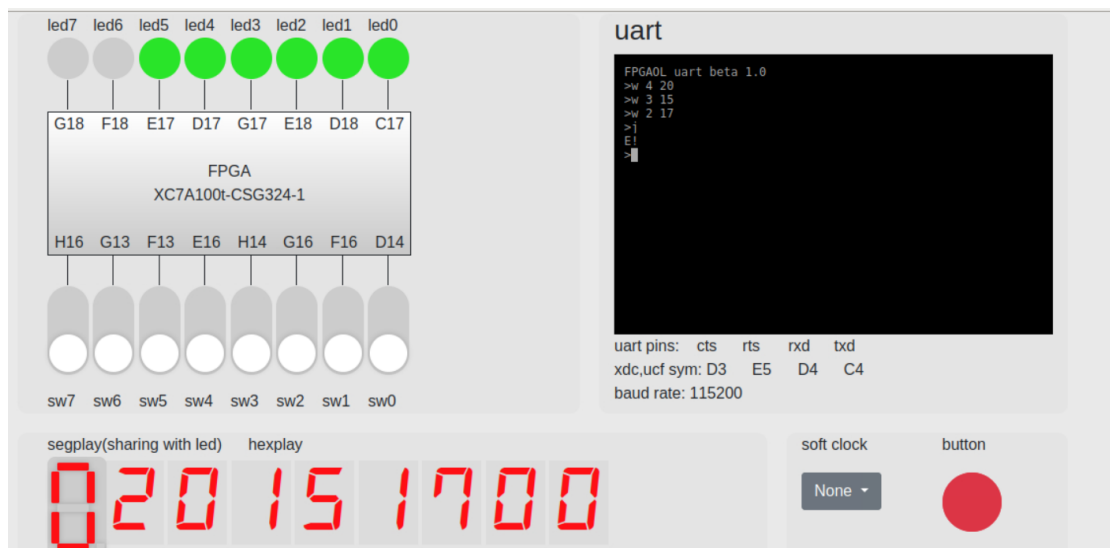 led7 led6 led5 led4 led3 led2 led1 led0
G18 F18 E17 D17 G17 E18 D18 C17
FPGA
XC7A100t-CSG324-1
H16 G13 F13 E16 H14 G16 F16 D14
sw7 sw6 sw5 sw4 sw3 sw2 sw1 sw0
uart
FPGAOL uart beta 1.0
>w 4 20
>w 3 15
>w 2 17
>j
E!
>
uart pins: cts rts rxd txd
xdc,ucf sym: D3 E5 D4 C4
baud rate: 115200
segplay(sharing with led) hexplay
0 20151700
soft clock button
None